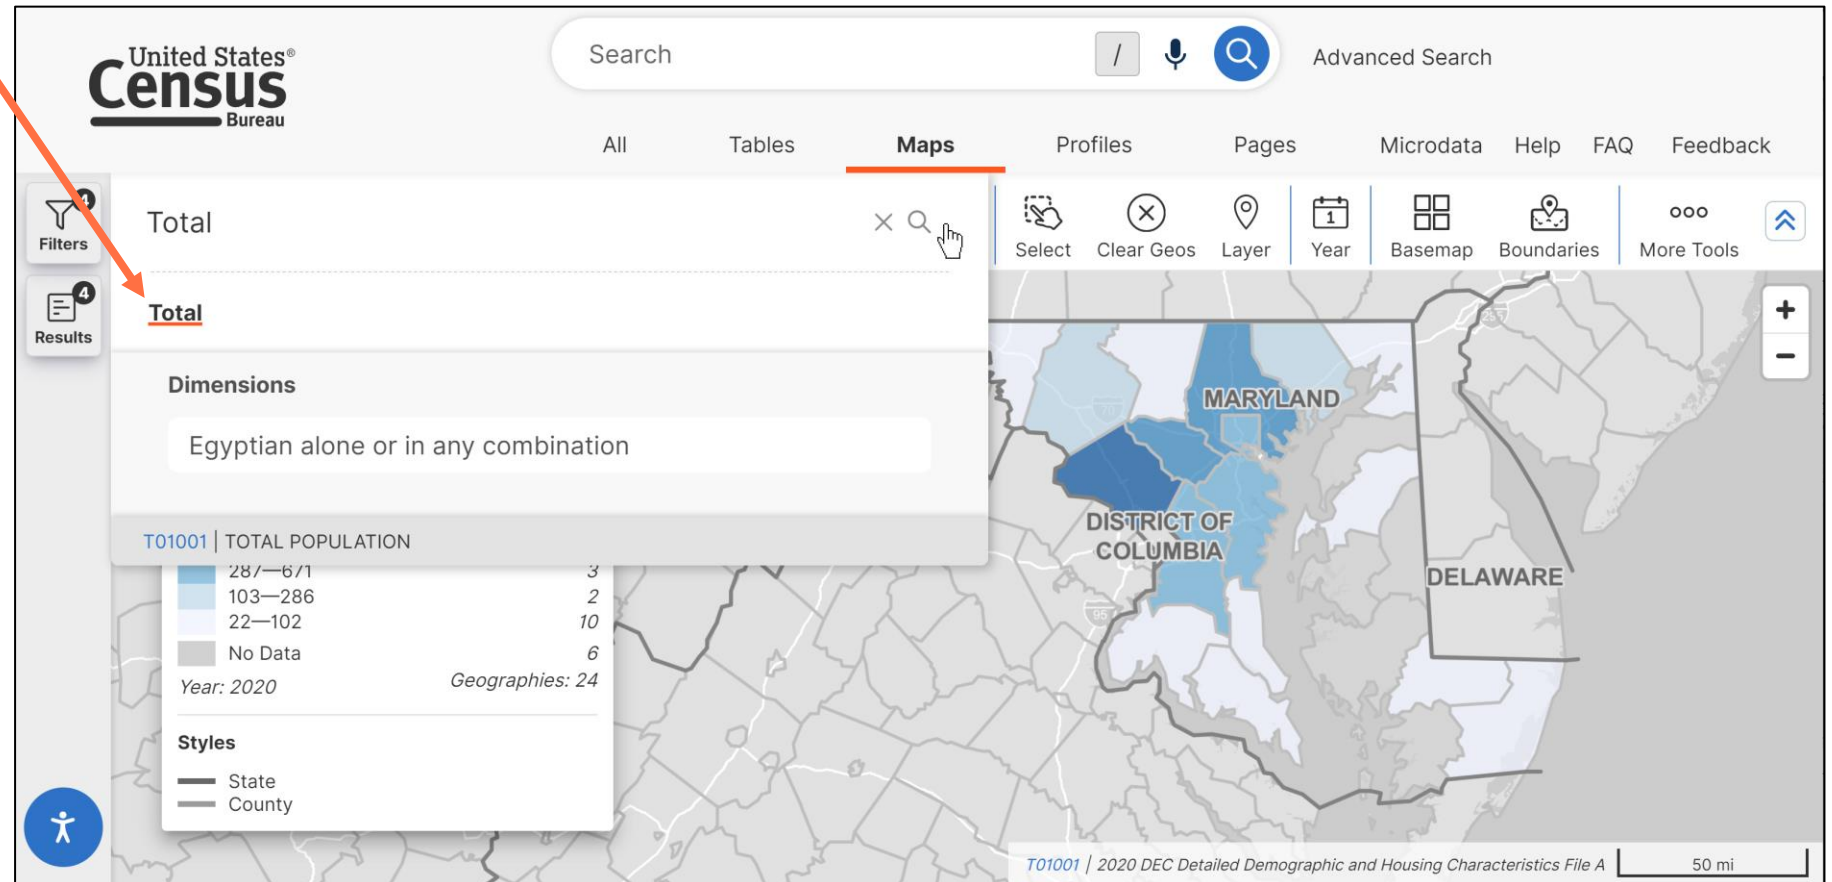 United States®
Census
Bureau
Search
/
Advanced Search
All
Tables
Maps
Profiles
Pages
Microdata
Help
FAQ
Feedback
4
Filters
4
Results
Total
Select
Clear Geos
Layer
1
Year
Basemap
Boundaries
More Tools
Total
Dimensions
Egyptian alone or in any combination
T01001 | TOTAL POPULATION
287—671 3
103—286 2
22—102 10
No Data 6
Year: 2020 Geographies: 24
Styles
State
County
+
−
MARYLAND
DISTRICT OF
COLUMBIA
DELAWARE
95
T01001 | 2020 DEC Detailed Demographic and Housing Characteristics File A
50 mi